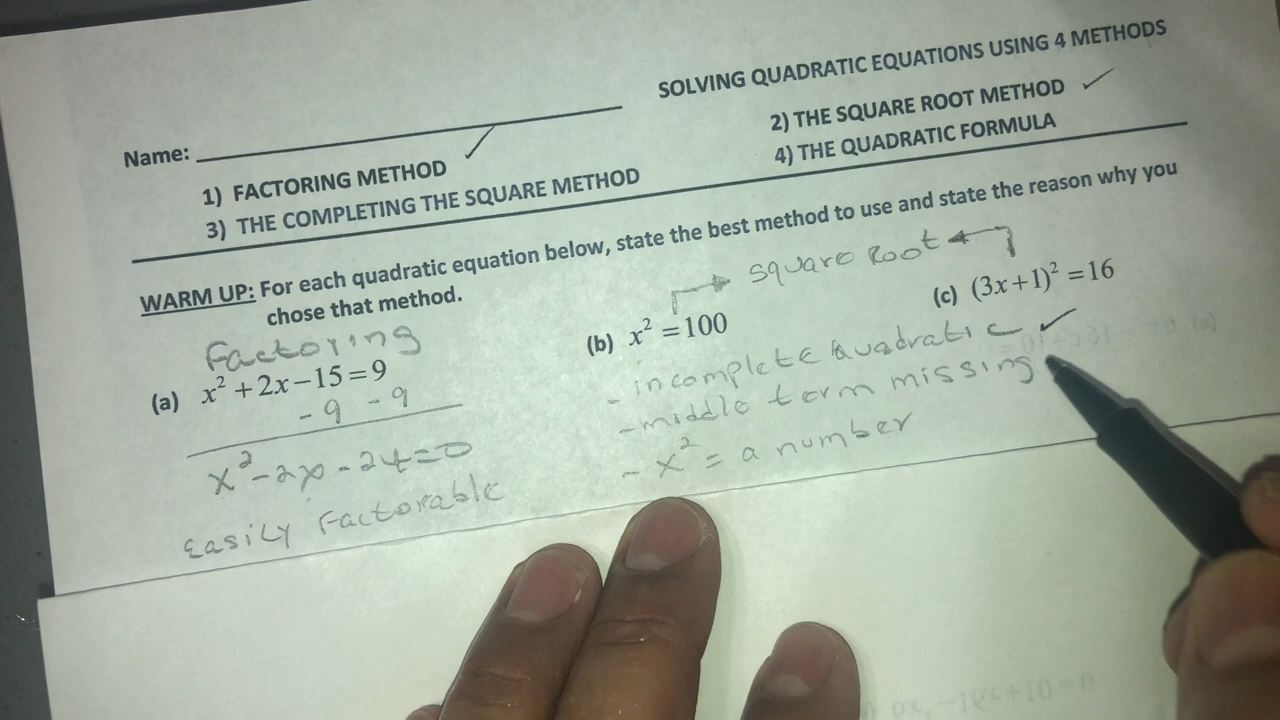 SOLVING QUADRATIC EQUATIONS USING 4 METHODS
Name:
1) FACTORING METHOD ✓
2) THE SQUARE ROOT METHOD ✓
3) THE COMPLETING THE SQUARE METHOD
4) THE QUADRATIC FORMULA
WARM UP: For each quadratic equation below, state the best method to use and state the reason why you
chose that method.
Factoring
(a) x² + 2x − 15 = 9
- 9 - 9
x² - 2x - 24 = 0
Easily Factorable
square Root
(b) x² = 100
(c) (3x + 1)² = 16
- incomplete Quadratic ✓
- middle term missing
- x² = a number